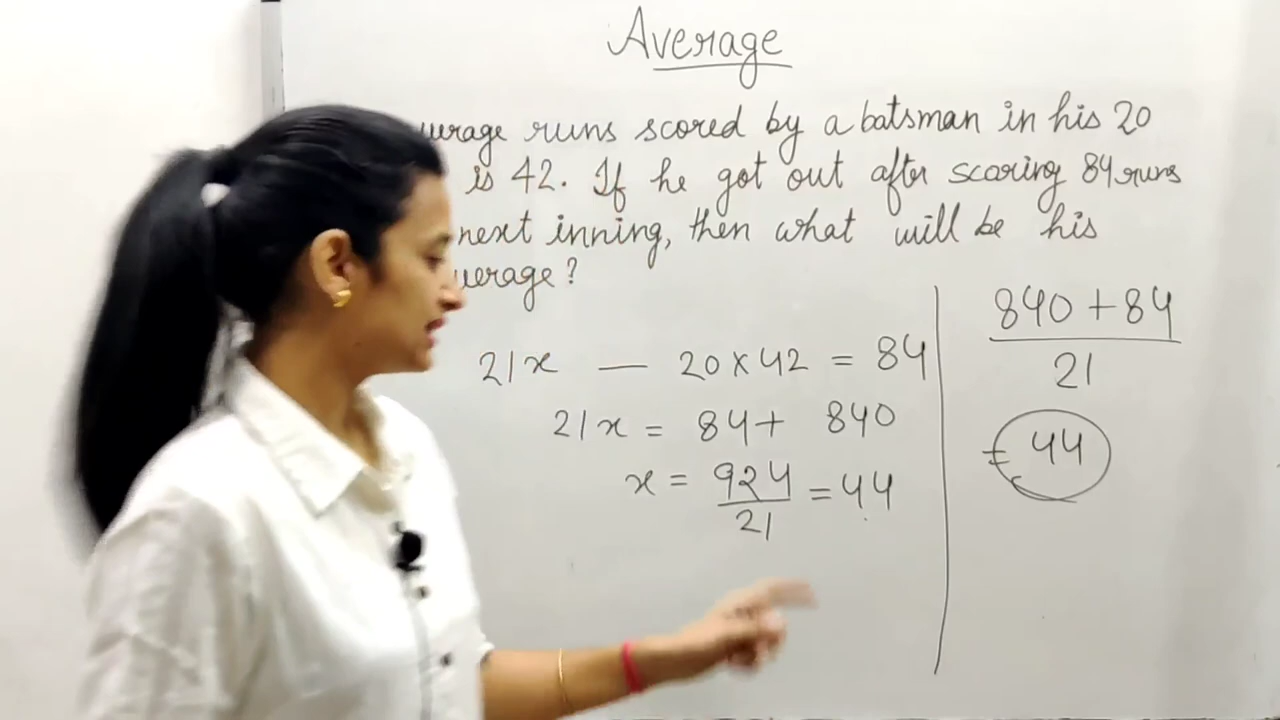 Average
runs scored by a batsman in his 20
is 42. If he got out after scoring 84 runs
next inning, then what will be his
21x — 20×42 = 84
21x = 84+ 840
x = 924/21 = 44
840 + 84
21
= 44